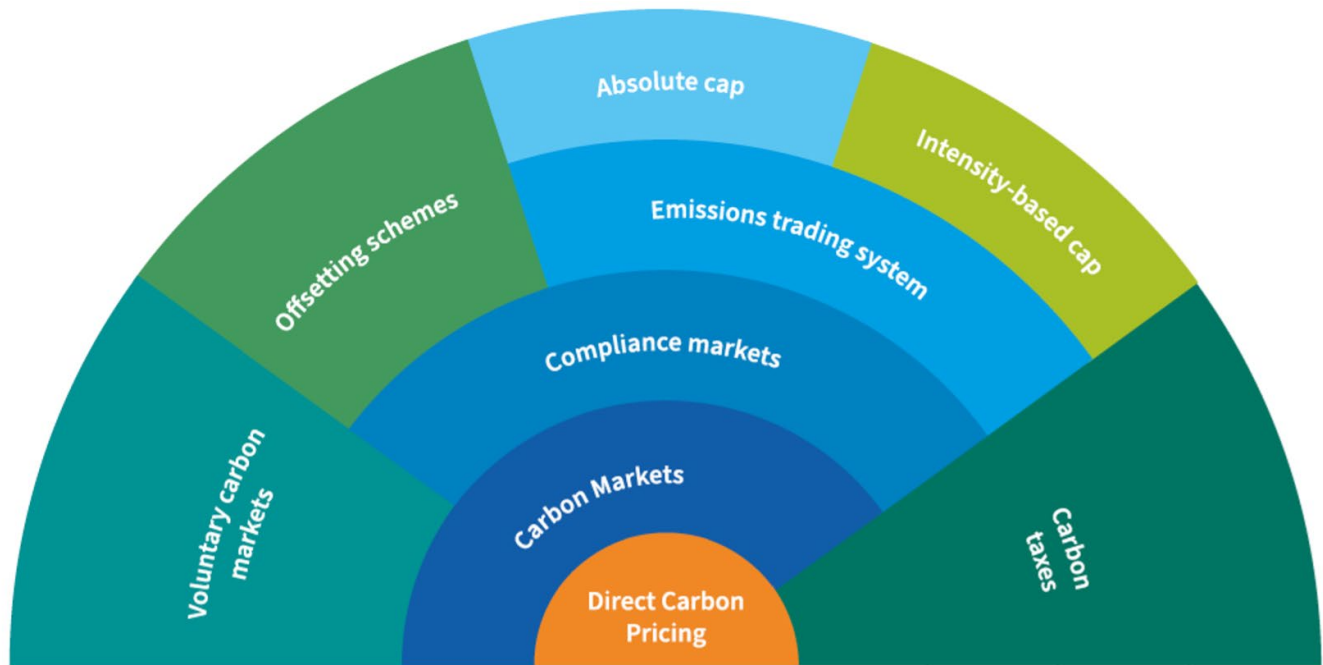 Absolute cap
Intensity-based cap
Offsetting schemes
Emissions trading system
Compliance markets
Voluntary carbon
markets
Carbon Markets
Carbon
taxes
Direct Carbon
Pricing